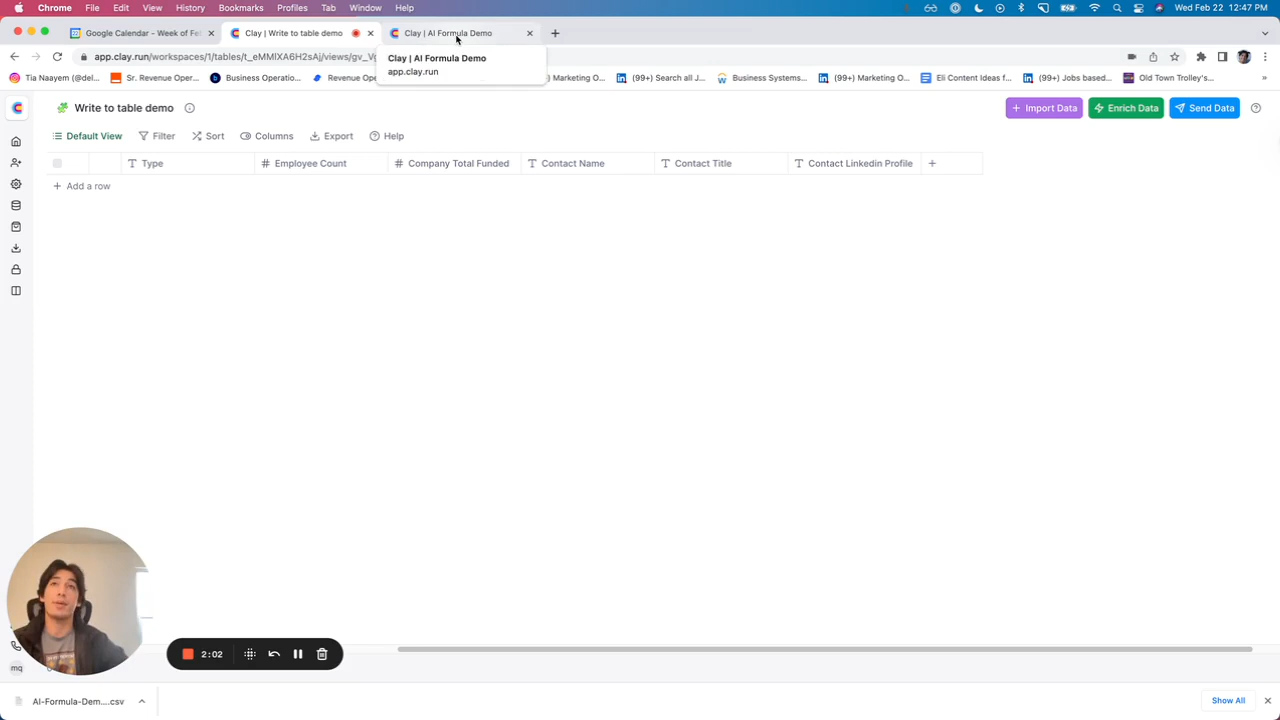 Chrome File Edit View History Bookmarks Profiles Tab Window Help
Wed Feb 22 12:47 PM
Google Calendar - Week of Fe
Clay | Write to table demo
Clay | AI Formula Demo
app.clay.run/workspaces/1/tables/t_eMMIXA6H2sAj/views/gv_V
Clay | AI Formula Demo
app.clay.run
Tia Naayem (@del...
Sr. Revenue Oper...
Business Operatio...
Revenue Ope
Marketing O...
(99+) Search all J...
Business Systems...
(99+) Marketing O...
Eli Content Ideas f...
(99+) Jobs based...
Old Town Trolley's...
»
Write to table demo
+ Import Data
Enrich Data
Send Data
Default View
Filter
Sort
Columns
Export
Help
T Type
# Employee Count
# Company Total Funded
T Contact Name
T Contact Title
T Contact Linkedin Profile
+
+ Add a row
2:02
mq
AI-Formula-Dem....csv
Show All